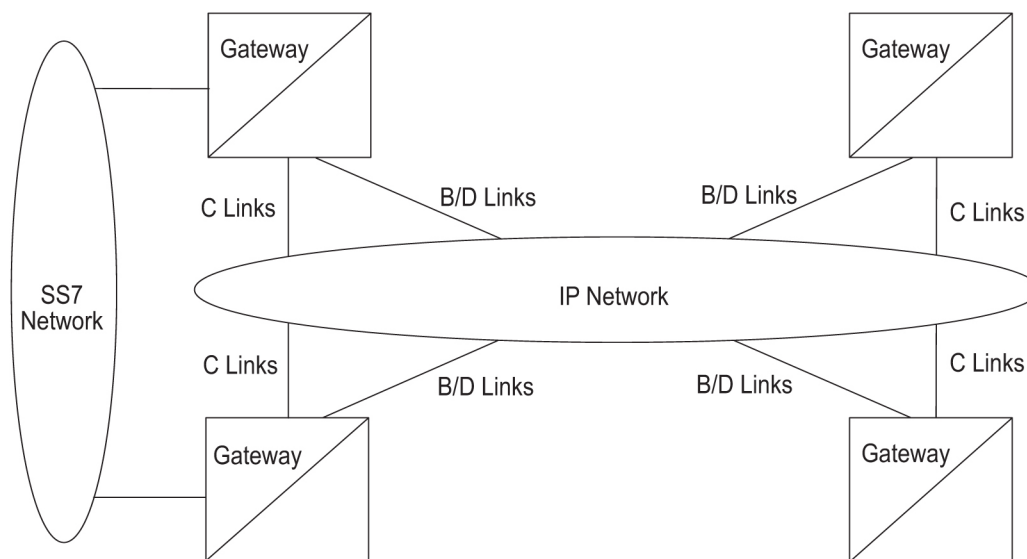 Gateway
Gateway
C Links
B/D Links
B/D Links
C Links
SS7
Network
IP Network
C Links
B/D Links
B/D Links
C Links
Gateway
Gateway